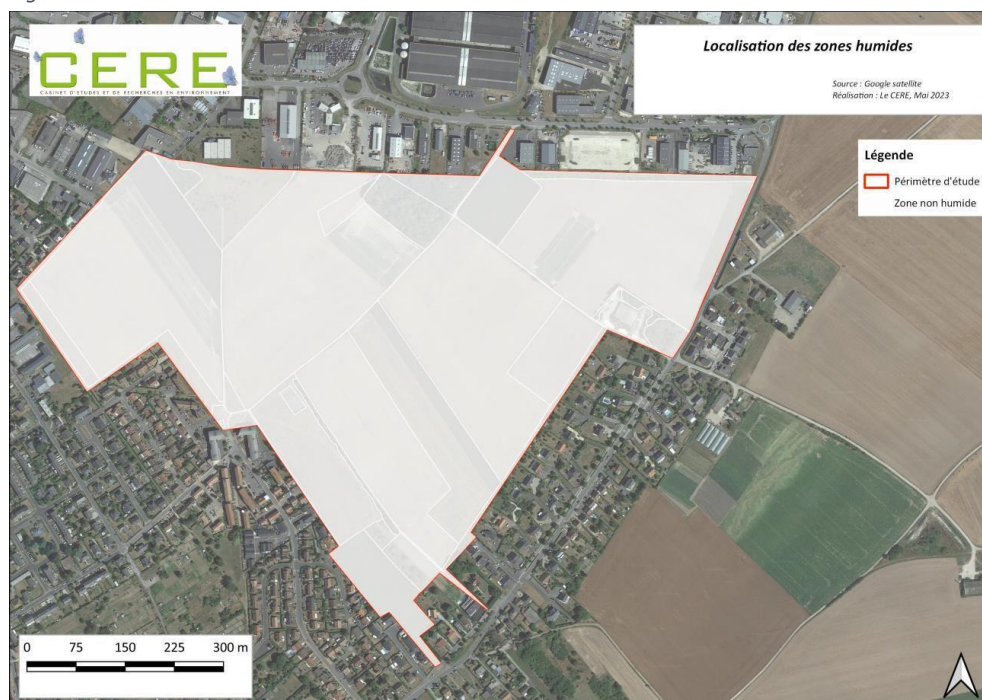 CERE
CABINET D'ETUDES ET DE RECHERCHES EN ENVIRONNEMENT
Localisation des zones humides
Source : Google satellite
Réalisation : Le CERE, Mai 2023
Légende
Périmètre d'étude
Zone non humide
0 75 150 225 300 m